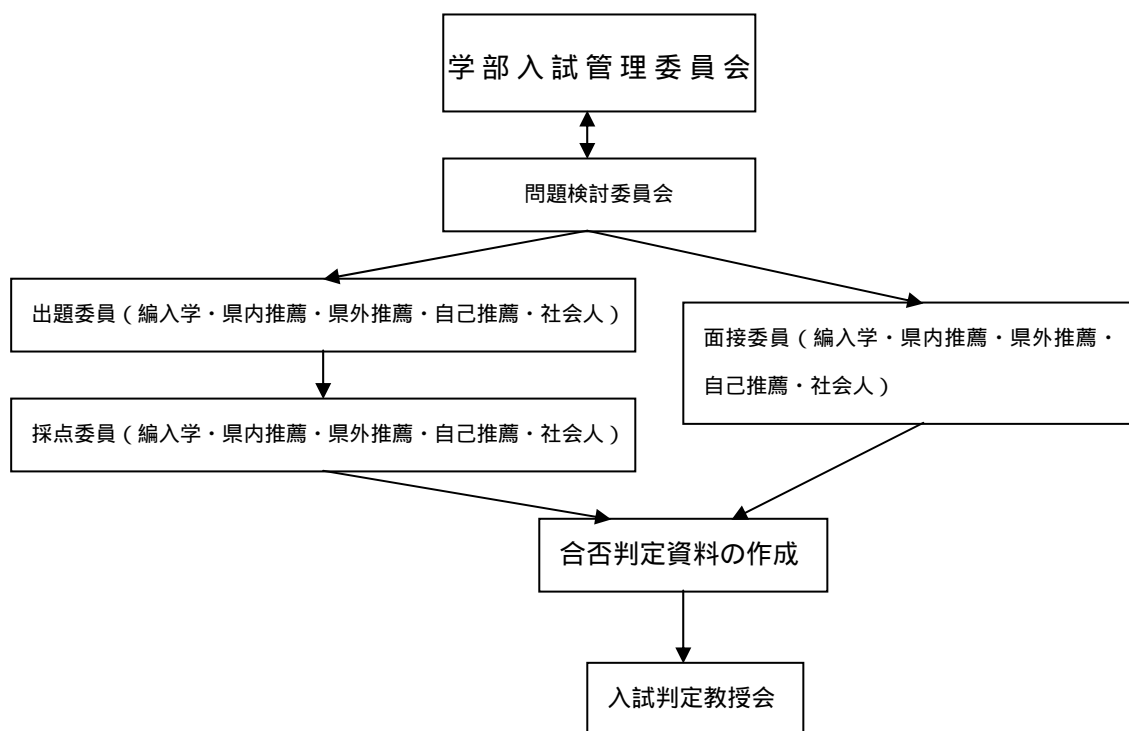 学部入試管理委員会
問題検討委員会
出題委員（編入学・県内推薦・県外推薦・自己推薦・社会人）
面接委員（編入学・県内推薦・県外推薦・
自己推薦・社会人）
採点委員（編入学・県内推薦・県外推薦・自己推薦・社会人）
合否判定資料の作成
入試判定教授会